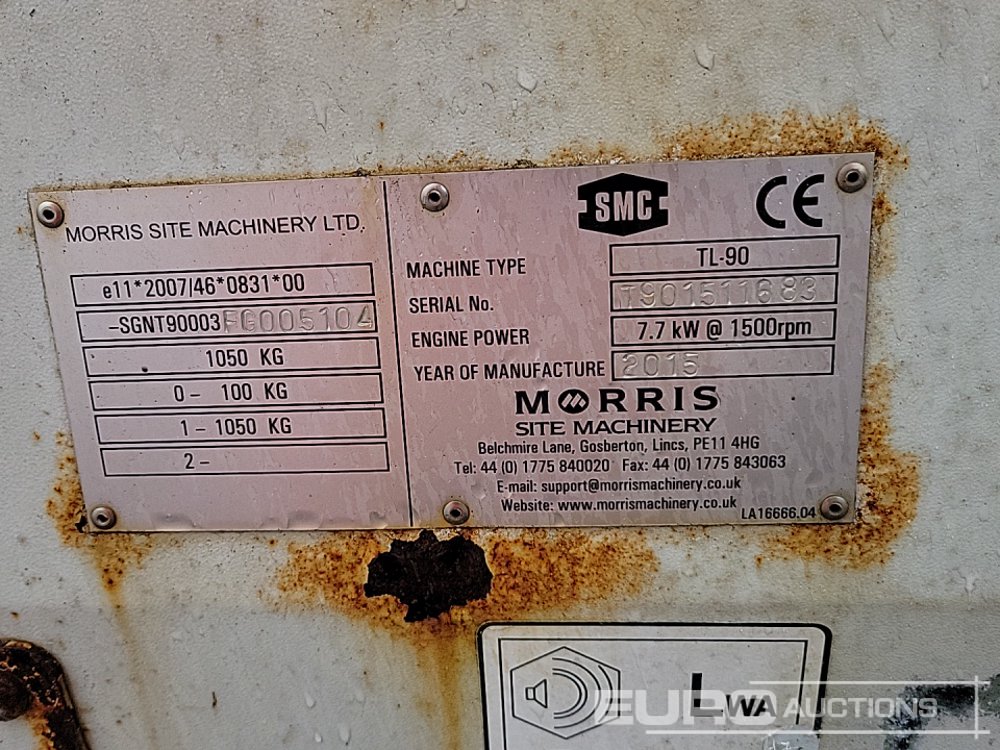 MORRIS SITE MACHINERY LTD.
e11*2007/46*0831*00
-SGNT90003FG005104
1050 KG
0- 100 KG
1- 1050 KG
2-
SMC
CE
MACHINE TYPE TL-90
SERIAL No. T901511683
ENGINE POWER 7.7 kW @ 1500rpm
YEAR OF MANUFACTURE 2015
MORRIS
SITE MACHINERY
Belchmire Lane, Gosberton, Lincs, PE11 4HG
Tel: 44 (0) 1775 840020 Fax: 44 (0) 1775 843063
E-mail: support@morrismachinery.co.uk
Website: www.morrismachinery.co.uk
LA16666.04
LWA
EURO AUCTIONS